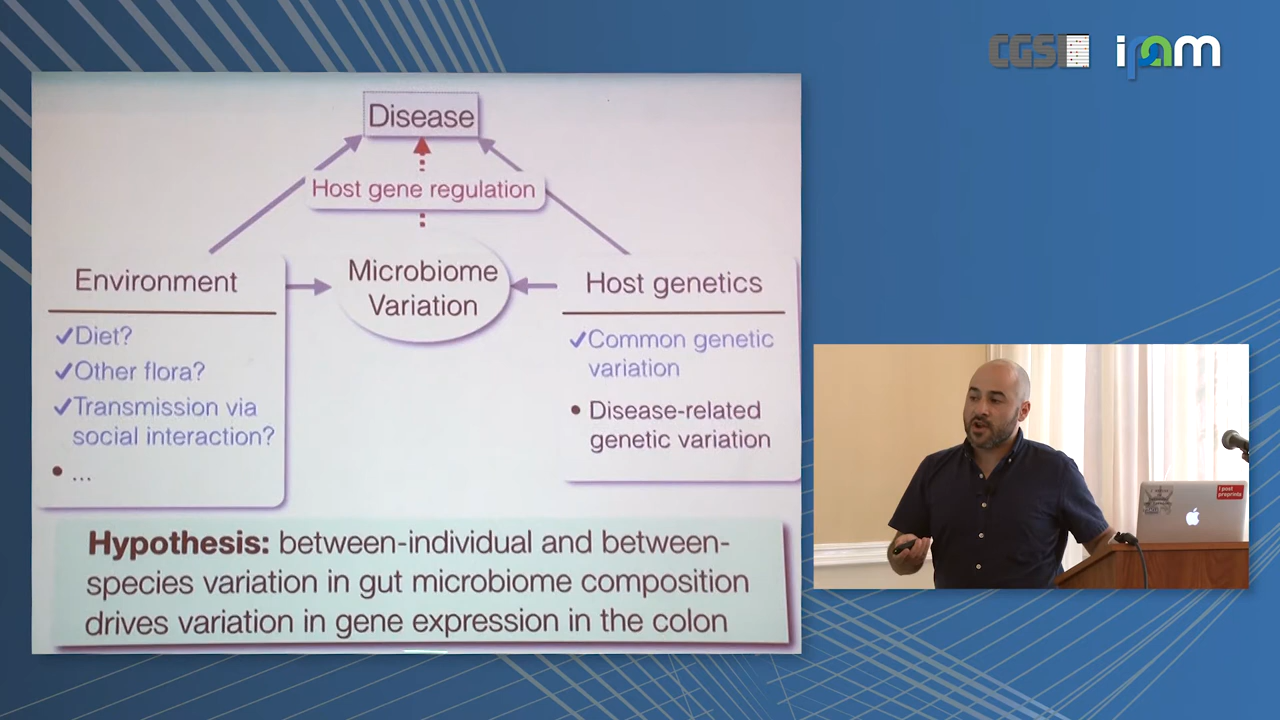 CGSI ipam
Disease
Host gene regulation
Environment
Microbiome
Variation
Host genetics
✓Diet?
✓Other flora?
✓Transmission via
social interaction?
• ...
✓Common genetic
variation
• Disease-related
genetic variation
Hypothesis: between-individual and between-
species variation in gut microbiome composition
drives variation in gene expression in the colon
I post
preprints